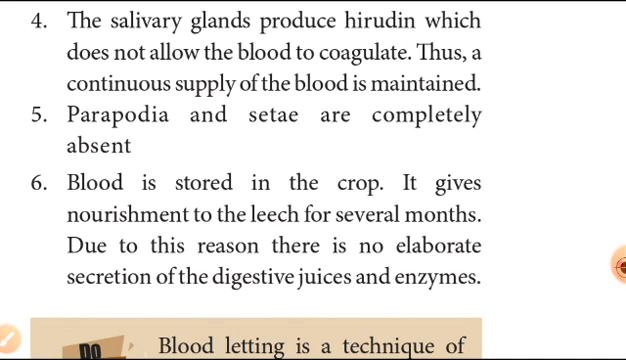 4. The salivary glands produce hirudin which
does not allow the blood to coagulate. Thus, a
continuous supply of the blood is maintained.
5. Parapodia and setae are completely
absent
6. Blood is stored in the crop. It gives
nourishment to the leech for several months.
Due to this reason there is no elaborate
secretion of the digestive juices and enzymes.
DO Blood letting is a technique of